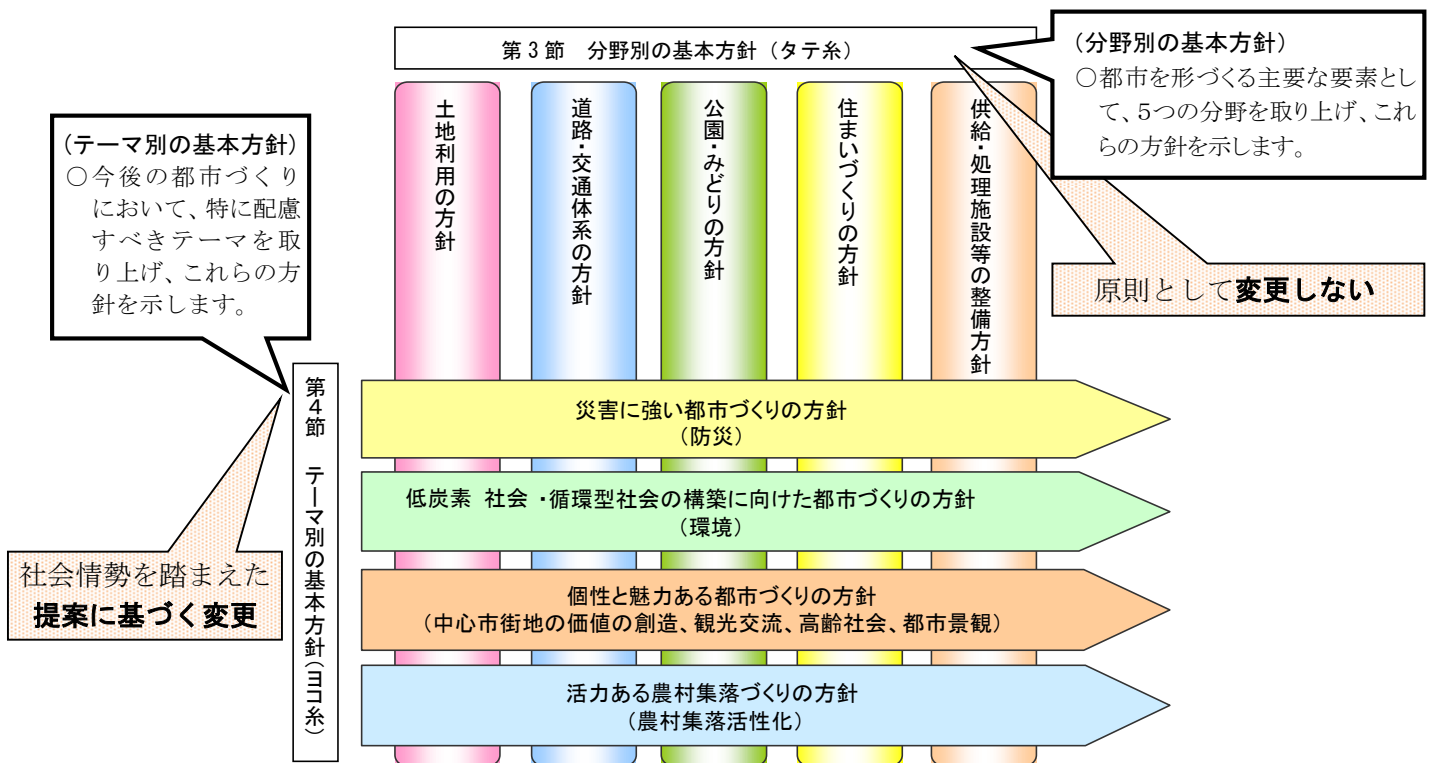 第3節 分野別の基本方針（タテ糸）
（分野別の基本方針）
○都市を形づくる主要な要素とし
て、5つの分野を取り上げ、これ
らの方針を示します。
原則として変更しない
土地利用の方針
道路・交通体系の方針
公園・みどりの方針
住まいづくりの方針
供給・処理施設等の整備方針
（テーマ別の基本方針）
○今後の都市づくり
において、特に配慮
すべきテーマを取
り上げ、これらの方
針を示します。
第4節 テーマ別の基本方針（ヨコ糸）
社会情勢を踏まえた
提案に基づく変更
災害に強い都市づくりの方針
（防災）
低炭素 社会 ・循環型社会の構築に向けた都市づくりの方針
（環境）
個性と魅力ある都市づくりの方針
（中心市街地の価値の創造、観光交流、高齢社会、都市景観）
活力ある農村集落づくりの方針
（農村集落活性化）